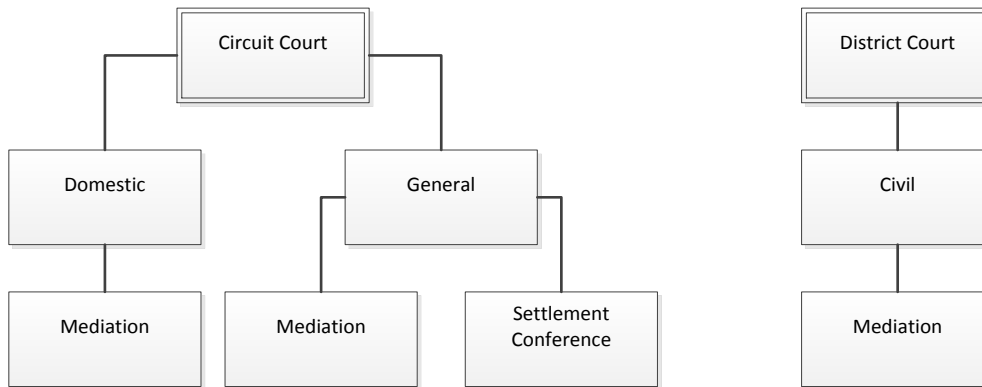 Circuit Court
District Court
Domestic
General
Civil
Mediation
Mediation
Settlement
Conference
Mediation